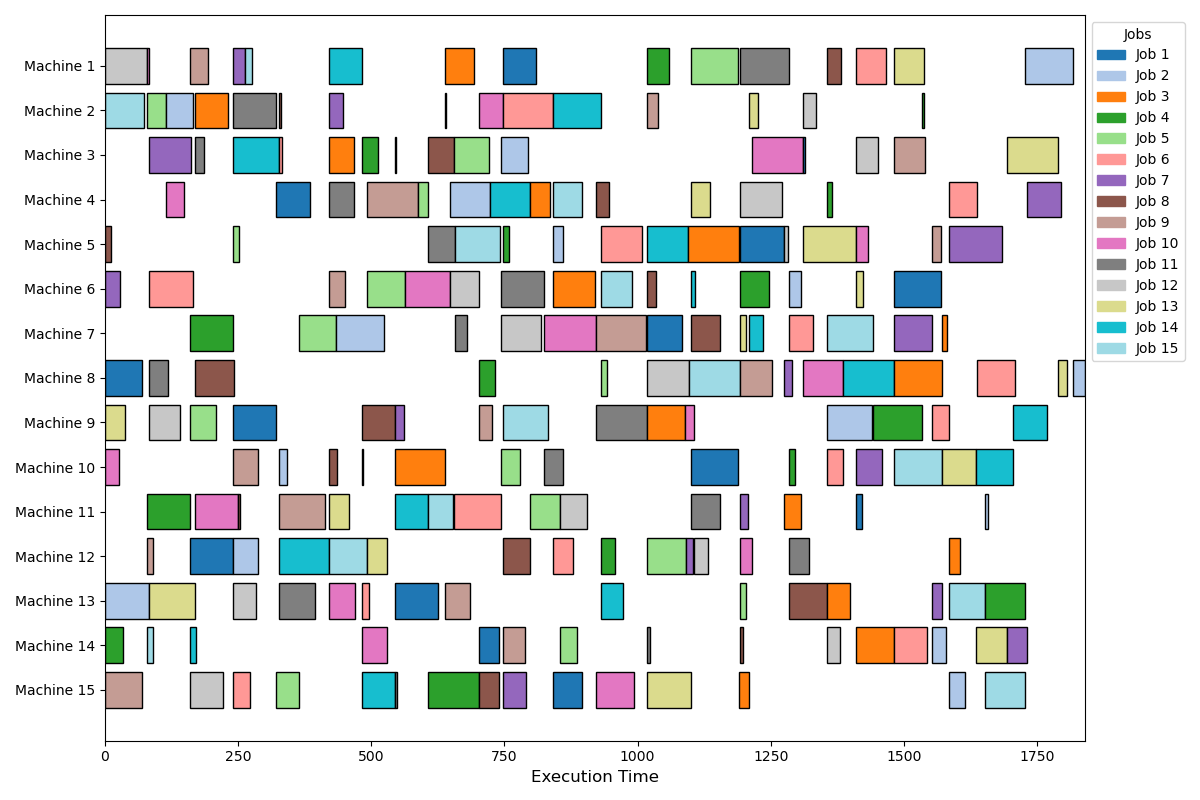 Machine 1
Machine 2
Machine 3
Machine 4
Machine 5
Machine 6
Machine 7
Machine 8
Machine 9
Machine 10
Machine 11
Machine 12
Machine 13
Machine 14
Machine 15
0 250 500 750 1000 1250 1500 1750
Execution Time
Jobs
Job 1
Job 2
Job 3
Job 4
Job 5
Job 6
Job 7
Job 8
Job 9
Job 10
Job 11
Job 12
Job 13
Job 14
Job 15